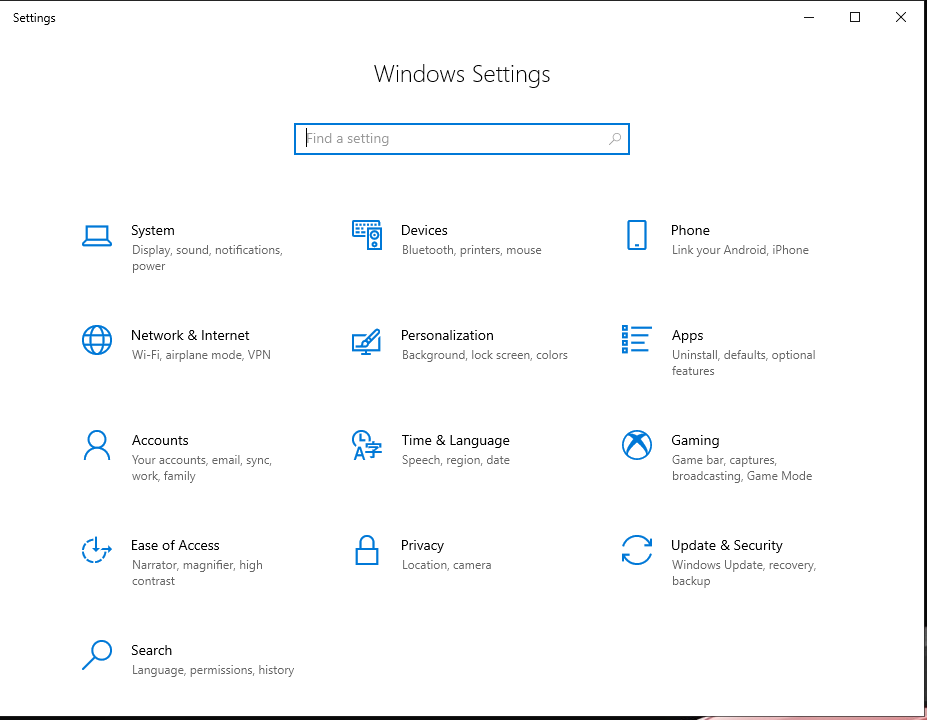 Settings
Windows Settings
Find a setting
System
Display, sound, notifications,
power
Devices
Bluetooth, printers, mouse
Phone
Link your Android, iPhone
Network & Internet
Wi-Fi, airplane mode, VPN
Personalization
Background, lock screen, colors
Apps
Uninstall, defaults, optional
features
Accounts
Your accounts, email, sync,
work, family
Time & Language
Speech, region, date
Gaming
Game bar, captures,
broadcasting, Game Mode
Ease of Access
Narrator, magnifier, high
contrast
Privacy
Location, camera
Update & Security
Windows Update, recovery,
backup
Search
Language, permissions, history